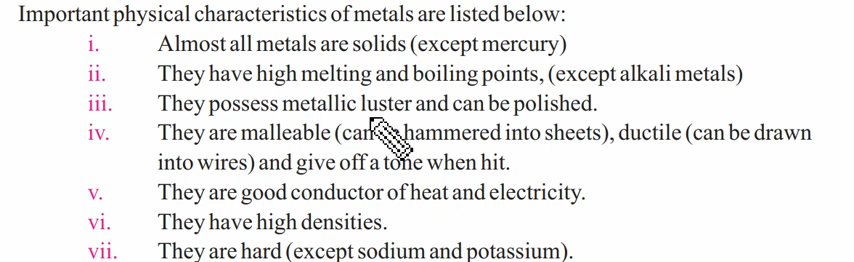 Important physical characteristics of metals are listed below:
i. Almost all metals are solids (except mercury)
ii. They have high melting and boiling points, (except alkali metals)
iii. They possess metallic luster and can be polished.
iv. They are malleable (can hammered into sheets), ductile (can be drawn
into wires) and give off a tone when hit.
v. They are good conductor of heat and electricity.
vi. They have high densities.
vii. They are hard (except sodium and potassium).